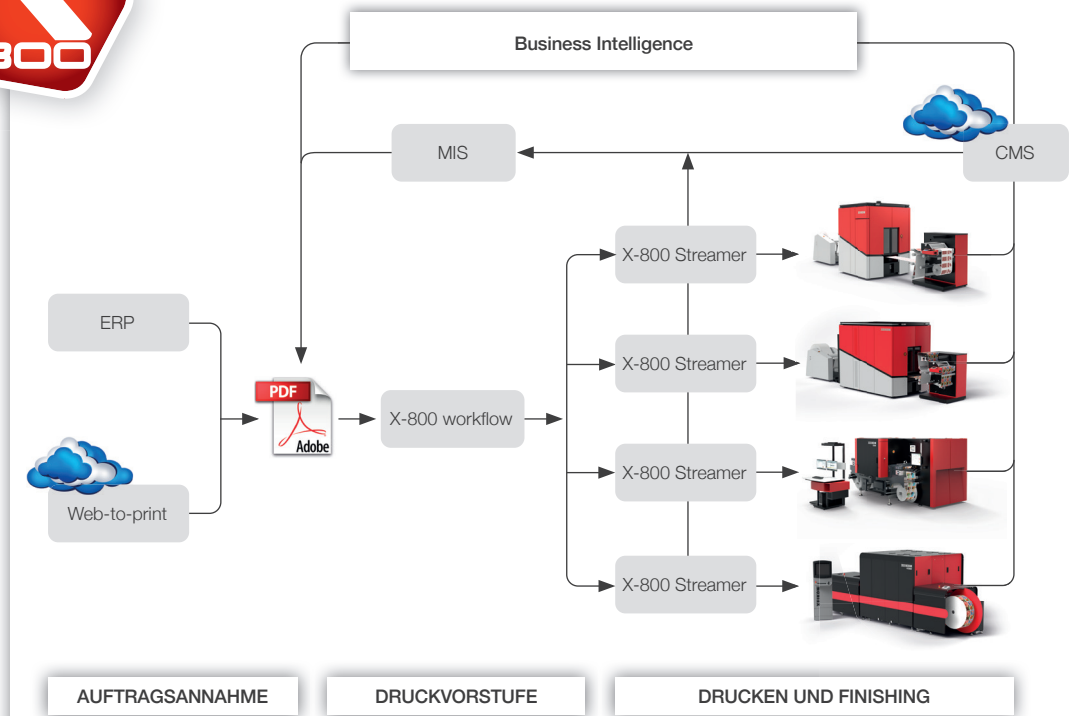 800
Business Intelligence
MIS
CMS
X-800 Streamer
ERP
X-800 Streamer
PDF
Adobe
X-800 workflow
X-800 Streamer
Web-to-print
X-800 Streamer
AUFTRAGSANNAHME
DRUCKVORSTUFE
DRUCKEN UND FINISHING